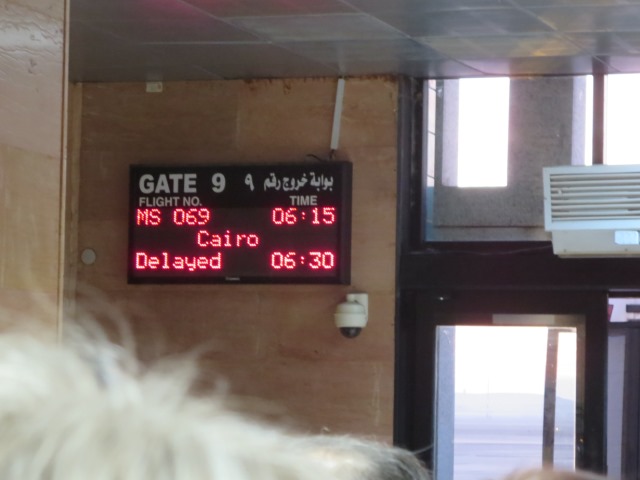 GATE 9 ٩ بوابة خروج رقم
FLIGHT NO. TIME
MS 069 06:15
Cairo
Delayed 06:30